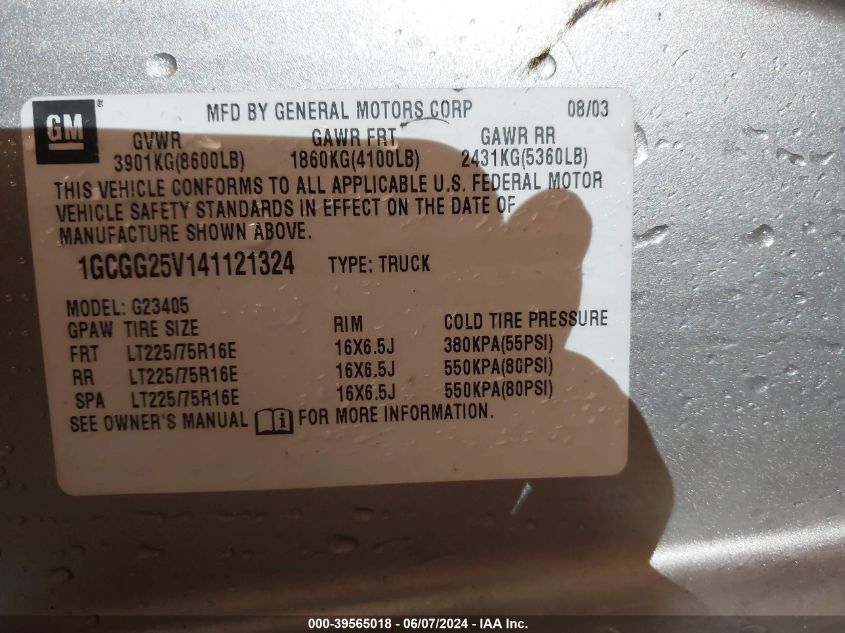 GM ® MFD BY GENERAL MOTORS CORP 08/03
GVWR GAWR FRT GAWR RR
3901KG(8600LB) 1860KG(4100LB) 2431KG(5360LB)
THIS VEHICLE CONFORMS TO ALL APPLICABLE U.S. FEDERAL MOTOR
VEHICLE SAFETY STANDARDS IN EFFECT ON THE DATE OF
MANUFACTURE SHOWN ABOVE.
1GCGG25V141121324 TYPE: TRUCK
MODEL: G23405
GPAW TIRE SIZE RIM COLD TIRE PRESSURE
FRT LT225/75R16E 16X6.5J 380KPA(55PSI)
RR LT225/75R16E 16X6.5J 550KPA(80PSI)
SPA LT225/75R16E 16X6.5J 550KPA(80PSI)
SEE OWNER'S MANUAL i FOR MORE INFORMATION.
000-39565018 - 06/07/2024 - IAA Inc.